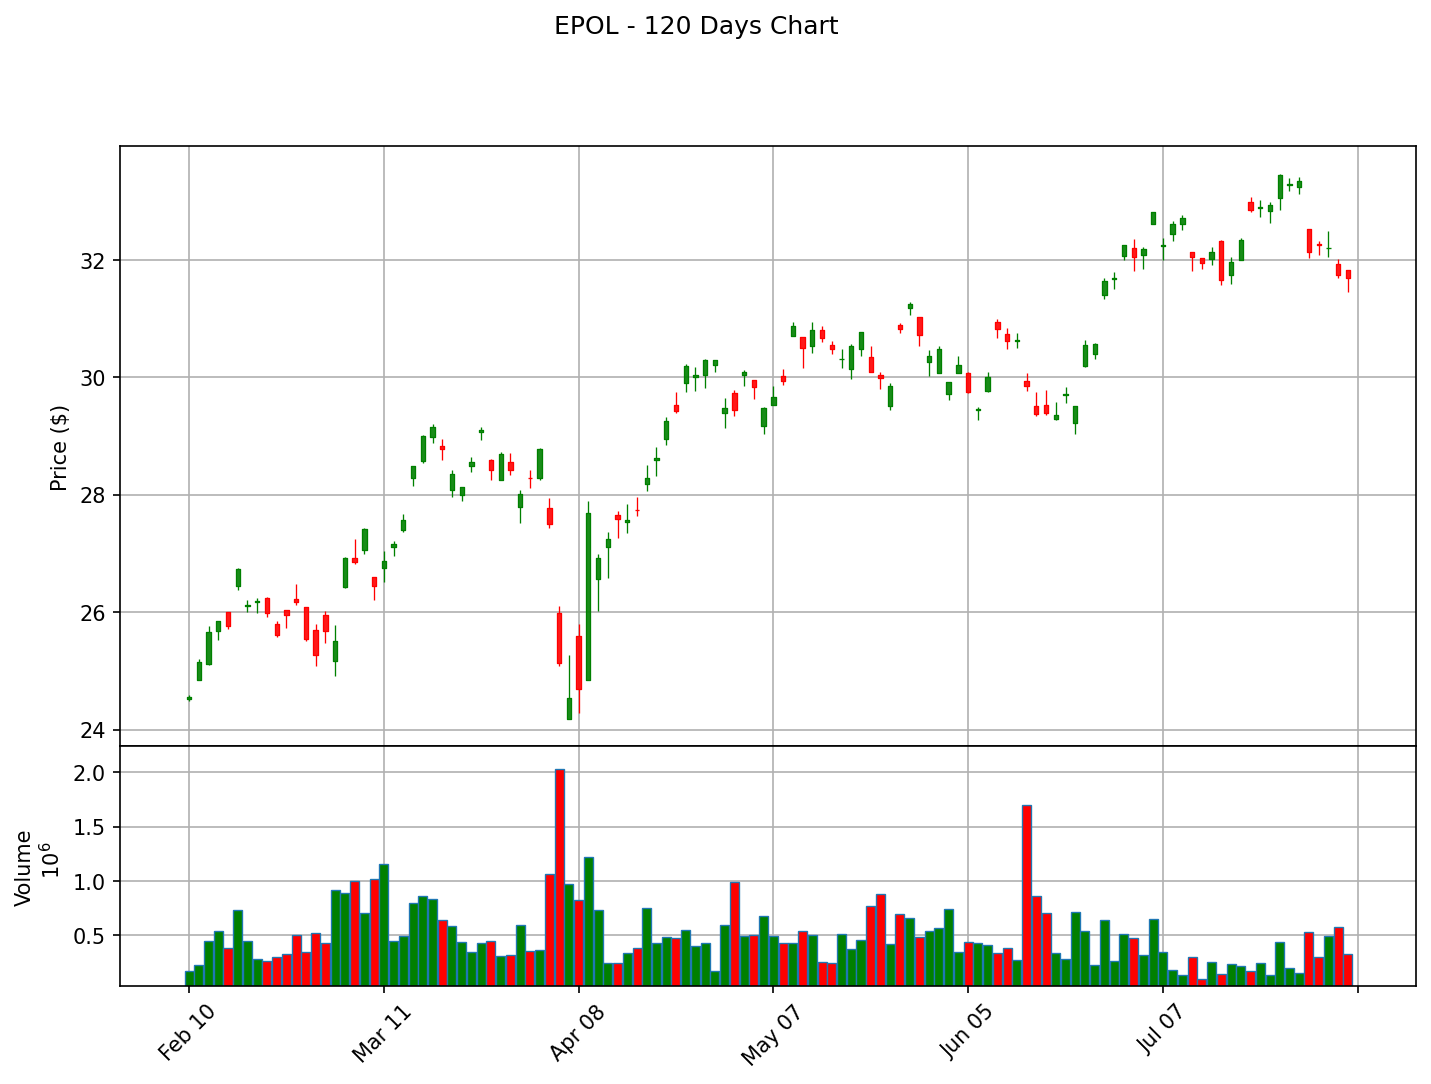 EPOL - 120 Days Chart
Price ($)
32
30
28
26
24
Volume
10^6
2.0
1.5
1.0
0.5
Feb 10
Mar 11
Apr 08
May 07
Jun 05
Jul 07